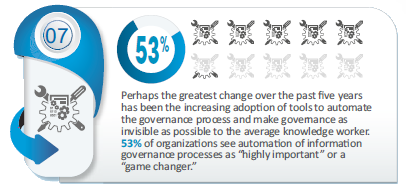 07
53%
Perhaps the greatest change over the past five years
has been the increasing adoption of tools to automate
the governance process and make governance as
invisible as possible to the average knowledge worker.
53% of organizations see automation of information
governance processes as “highly important” or a
“game changer.”